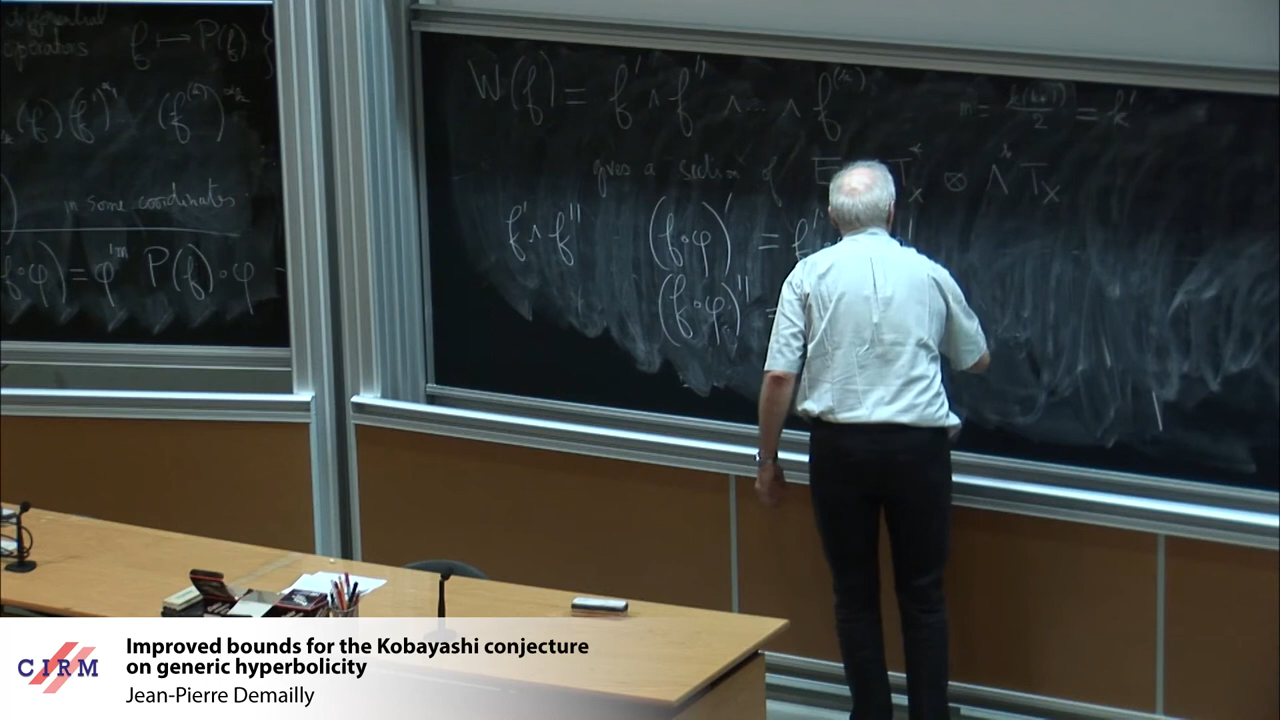 differential
operators f ⟼ P(f) }
(f)(f')^α₁ (f^(k))^αₖ
in some coordinates
f∘φ) = φ'^m P(f)∘φ
W(f) = f' ∧ f'' ∧ ... ∧ f^(k) m = k(k+1)/2 = k'
gives a section of E T*_X ⊗ Λ^k T_X
f' ∧ f'' (f∘φ)' = f'
(f∘φ)'' =
CIRM
Improved bounds for the Kobayashi conjecture
on generic hyperbolicity
Jean-Pierre Demailly